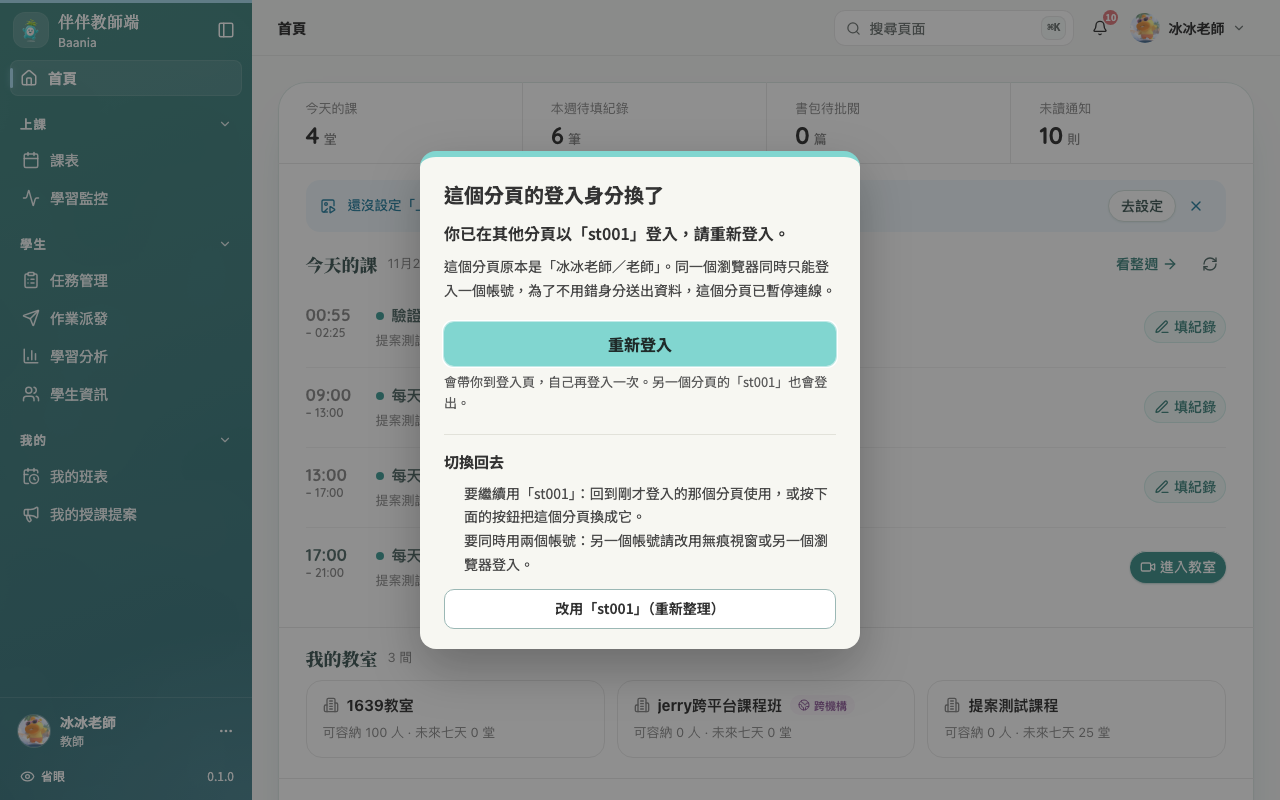 伴伴教師端
Baania
首頁
上課
課表
學習監控
學生
任務管理
作業派發
學習分析
學生資訊
我的
我的班表
我的授課提案
冰冰老師
教師
省眼
0.1.0
首頁
搜尋頁面
⌘K
10
冰冰老師
今天的課
4 堂
本週待填紀錄
6 筆
書包待批閱
0 篇
未讀通知
10 則
還沒設定「
去設定
今天的課 11月2
看整週
00:55
– 02:25
驗證
提案測試
填紀錄
09:00
– 13:00
每天
提案測試
填紀錄
13:00
– 17:00
每天
提案測試
填紀錄
17:00
– 21:00
每天
提案測試
進入教室
我的教室 3 間
1639教室
可容納 100 人 · 未來七天 0 堂
jerry跨平台課程班 跨機構
可容納 0 人 · 未來七天 0 堂
提案測試課程
可容納 0 人 · 未來七天 25 堂
這個分頁的登入身分換了
你已在其他分頁以「st001」登入，請重新登入。
這個分頁原本是「冰冰老師／老師」。同一個瀏覽器同時只能登
入一個帳號，為了不用錯身分送出資料，這個分頁已暫停連線。
重新登入
會帶你到登入頁，自己再登入一次。另一個分頁的「st001」也會登
出。
切換回去
要繼續用「st001」：回到剛才登入的那個分頁使用，或按下
面的按鈕把這個分頁換成它。
要同時用兩個帳號：另一個帳號請改用無痕視窗或另一個瀏
覽器登入。
改用「st001」（重新整理）